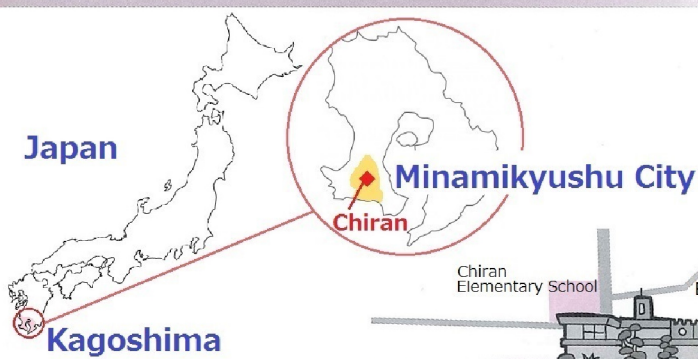 Japan
Minamikyushu City
Chiran
Kagoshima
Chiran
Elementary School